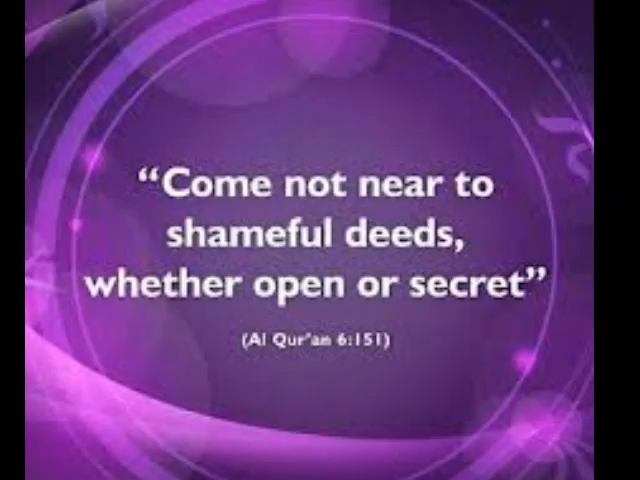 “Come not near to
shameful deeds,
whether open or secret”
(Al Qur'an 6:151)